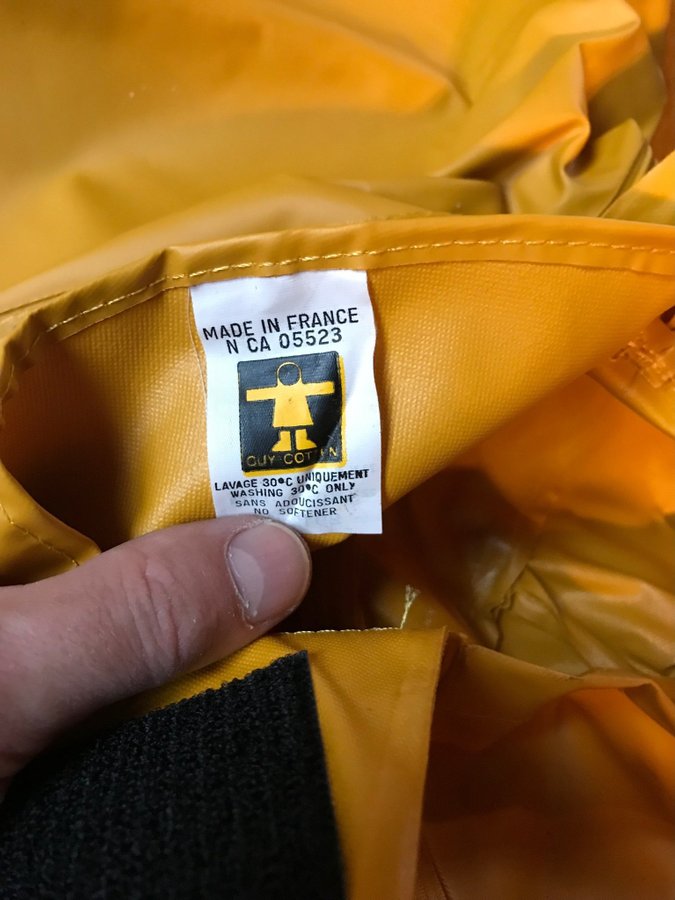 MADE IN FRANCE
N CA 05523
GUY COTTEN
LAVAGE 30°C UNIQUEMENT
WASHING 30°C ONLY
SANS ADOUCISSANT
NO SOFTENER